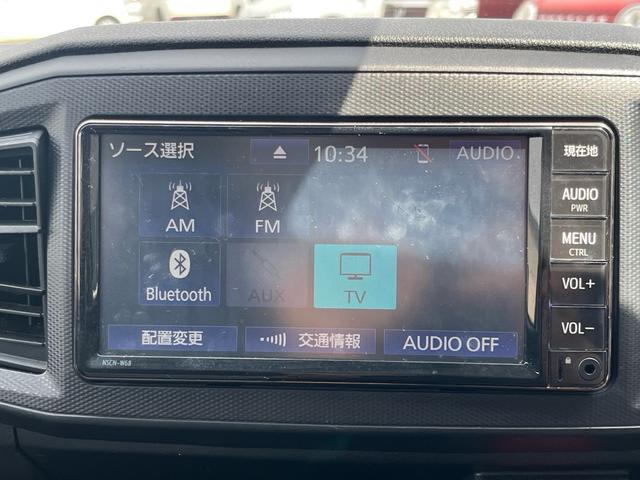 ソース選択 10:34 AUDIO
現在地
AM FM
AUDIO
PWR
MENU
CTRL
Bluetooth AUX TV
VOL+
VOL−
配置変更 交通情報 AUDIO OFF
NSCN-W68